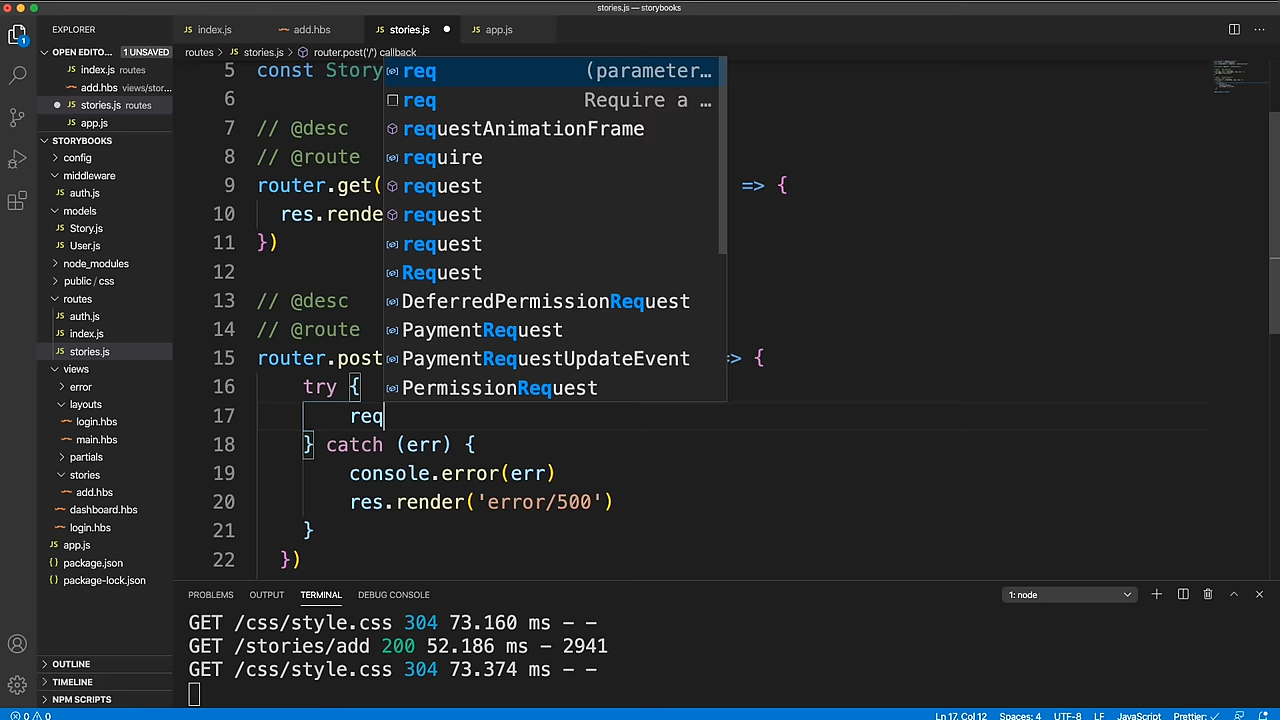 stories.js — storybooks
EXPLORER
index.js
add.hbs
stories.js
app.js
OPEN EDITO... 1 UNSAVED
index.js routes
add.hbs views/stor...
stories.js routes
app.js
STORYBOOKS
config
middleware
auth.js
models
Story.js
User.js
node_modules
public / css
routes
auth.js
index.js
stories.js
views
error
layouts
login.hbs
main.hbs
partials
stories
add.hbs
dashboard.hbs
login.hbs
app.js
package.json
package-lock.json
OUTLINE
TIMELINE
NPM SCRIPTS
routes > stories.js > router.post('/') callback
5 const Story
6
7 // @desc
8 // @route
9 router.get( => {
10 res.rende
11 })
12
13 // @desc
14 // @route
15 router.post => {
16 try {
17 req
18 } catch (err) {
19 console.error(err)
20 res.render('error/500')
21 }
22 })
req (parameter...
req Require a ...
requestAnimationFrame
require
request
request
request
Request
DeferredPermissionRequest
PaymentRequest
PaymentRequestUpdateEvent
PermissionRequest
PROBLEMS OUTPUT TERMINAL DEBUG CONSOLE 1: node
GET /css/style.css 304 73.160 ms - -
GET /stories/add 200 52.186 ms - 2941
GET /css/style.css 304 73.374 ms - -
0 0 Ln 17, Col 12 Spaces: 4 UTF-8 LF JavaScript Prettier: ✓